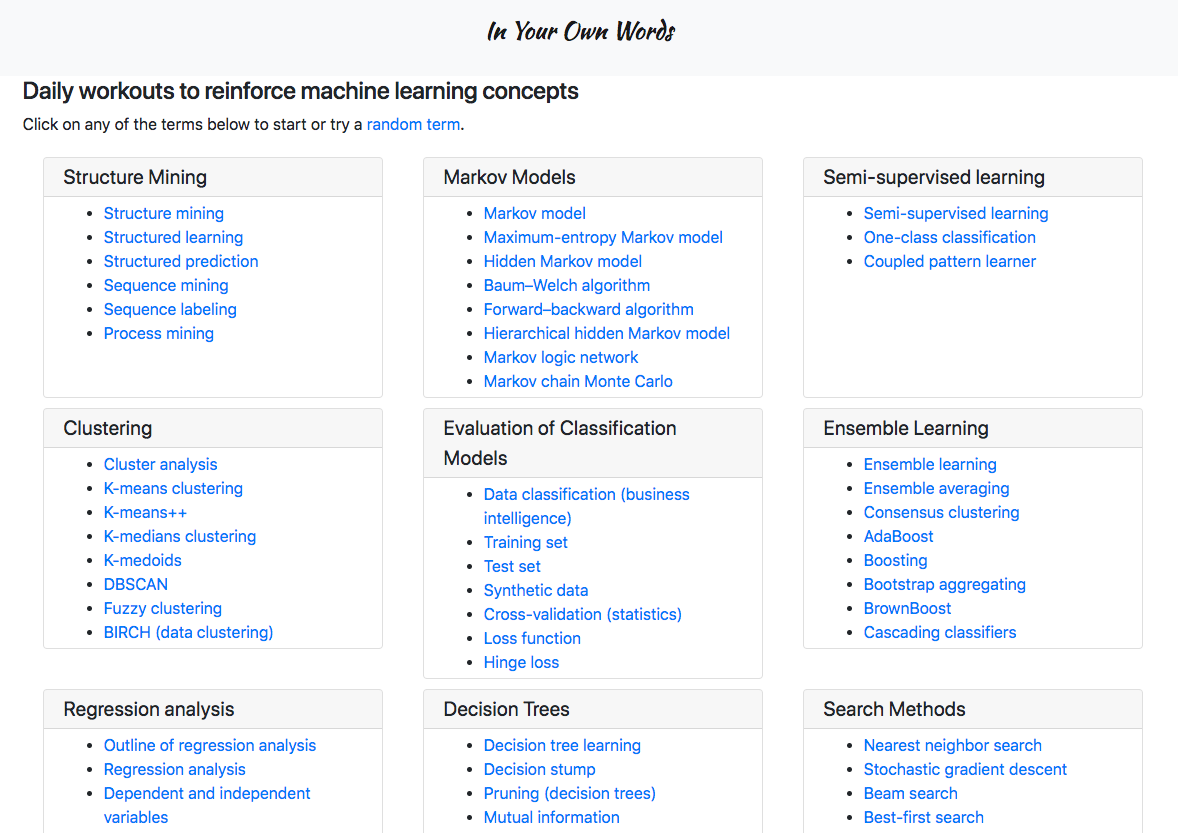 In Your Own Words
Daily workouts to reinforce machine learning concepts
Click on any of the terms below to start or try a random term.
Structure Mining
Structure mining
Structured learning
Structured prediction
Sequence mining
Sequence labeling
Process mining
Markov Models
Markov model
Maximum-entropy Markov model
Hidden Markov model
Baum–Welch algorithm
Forward–backward algorithm
Hierarchical hidden Markov model
Markov logic network
Markov chain Monte Carlo
Semi-supervised learning
Semi-supervised learning
One-class classification
Coupled pattern learner
Clustering
Cluster analysis
K-means clustering
K-means++
K-medians clustering
K-medoids
DBSCAN
Fuzzy clustering
BIRCH (data clustering)
Evaluation of Classification
Models
Data classification (business
intelligence)
Training set
Test set
Synthetic data
Cross-validation (statistics)
Loss function
Hinge loss
Ensemble Learning
Ensemble learning
Ensemble averaging
Consensus clustering
AdaBoost
Boosting
Bootstrap aggregating
BrownBoost
Cascading classifiers
Regression analysis
Outline of regression analysis
Regression analysis
Dependent and independent
variables
Decision Trees
Decision tree learning
Decision stump
Pruning (decision trees)
Mutual information
Search Methods
Nearest neighbor search
Stochastic gradient descent
Beam search
Best-first search